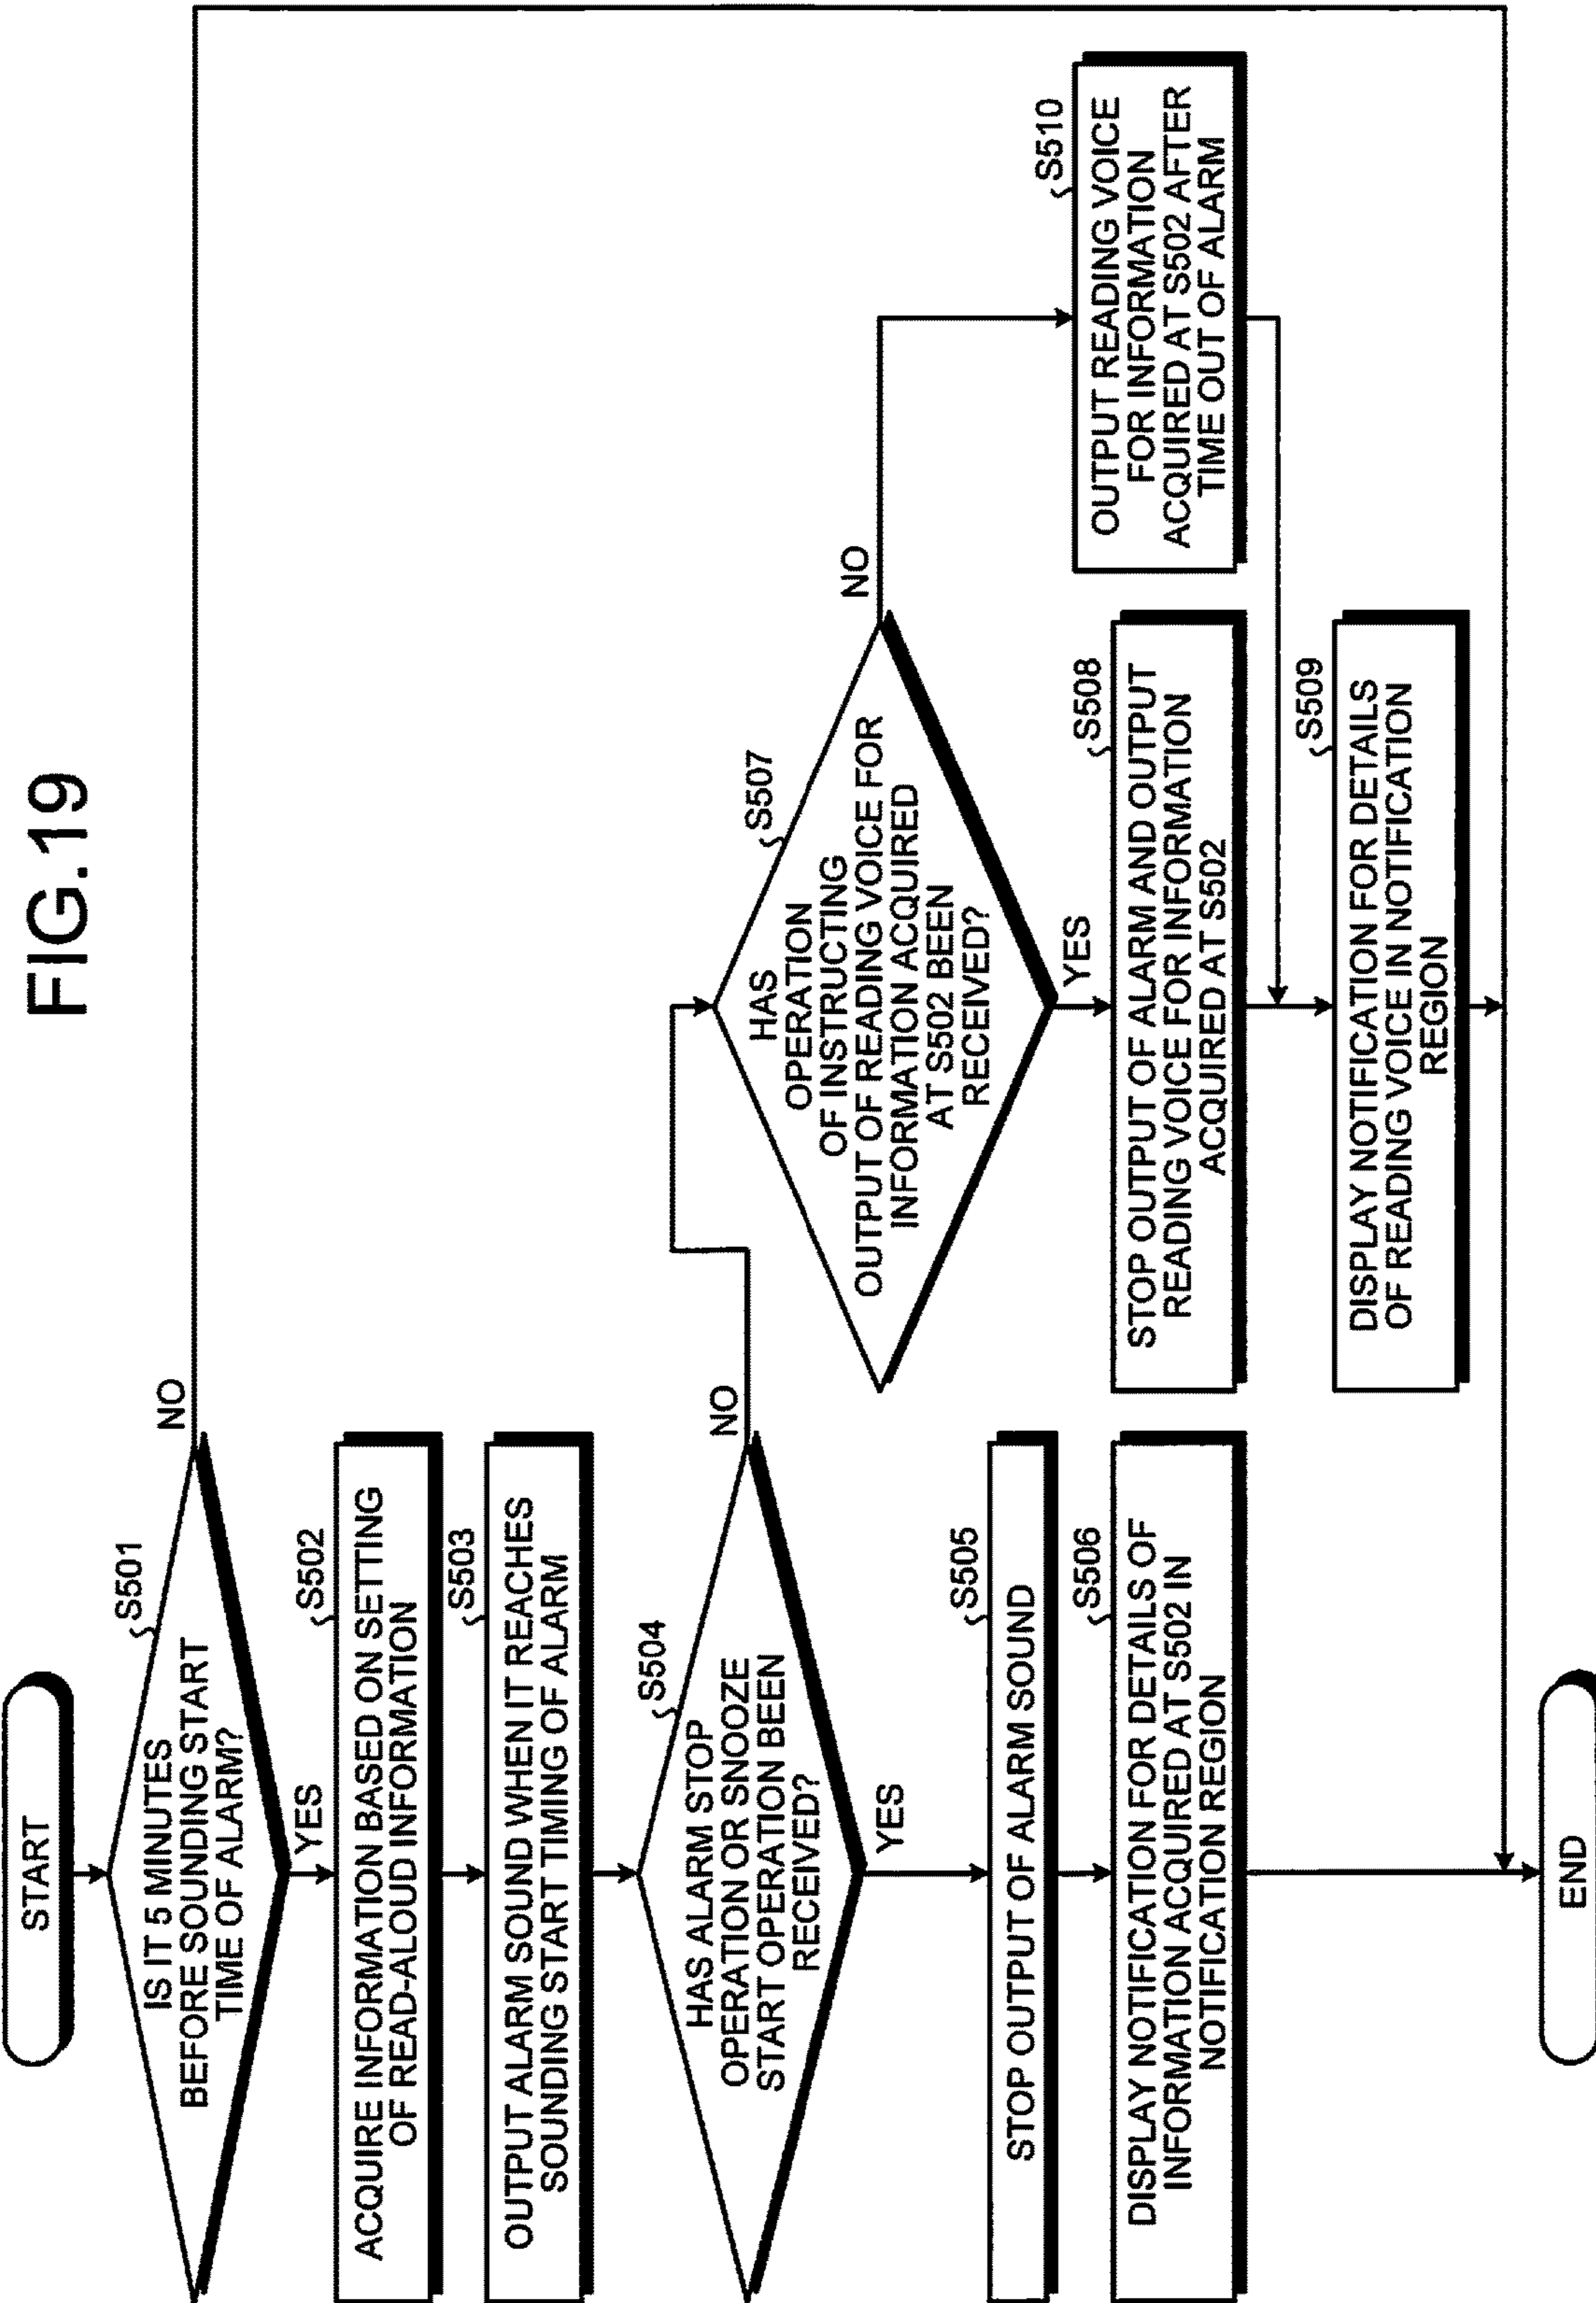 FIG.19
START
S501
IS IT 5 MINUTES
BEFORE SOUNDING START
TIME OF ALARM?
NO
YES
S502
ACQUIRE INFORMATION BASED ON SETTING
OF READ-ALOUD INFORMATION
S503
OUTPUT ALARM SOUND WHEN IT REACHES
SOUNDING START TIMING OF ALARM
S504
HAS ALARM STOP
OPERATION OR SNOOZE
START OPERATION BEEN
RECEIVED?
NO
YES
S505
STOP OUTPUT OF ALARM SOUND
S506
DISPLAY NOTIFICATION FOR DETAILS OF
INFORMATION ACQUIRED AT S502 IN
NOTIFICATION REGION
S507
HAS
OPERATION
OF INSTRUCTING
OUTPUT OF READING VOICE FOR
INFORMATION ACQUIRED
AT S502 BEEN
RECEIVED?
NO
YES
S508
STOP OUTPUT OF ALARM AND OUTPUT
READING VOICE FOR INFORMATION
ACQUIRED AT S502
S510
OUTPUT READING VOICE
FOR INFORMATION
ACQUIRED AT S502 AFTER
TIME OUT OF ALARM
S509
DISPLAY NOTIFICATION FOR DETAILS
OF READING VOICE IN NOTIFICATION
REGION
END